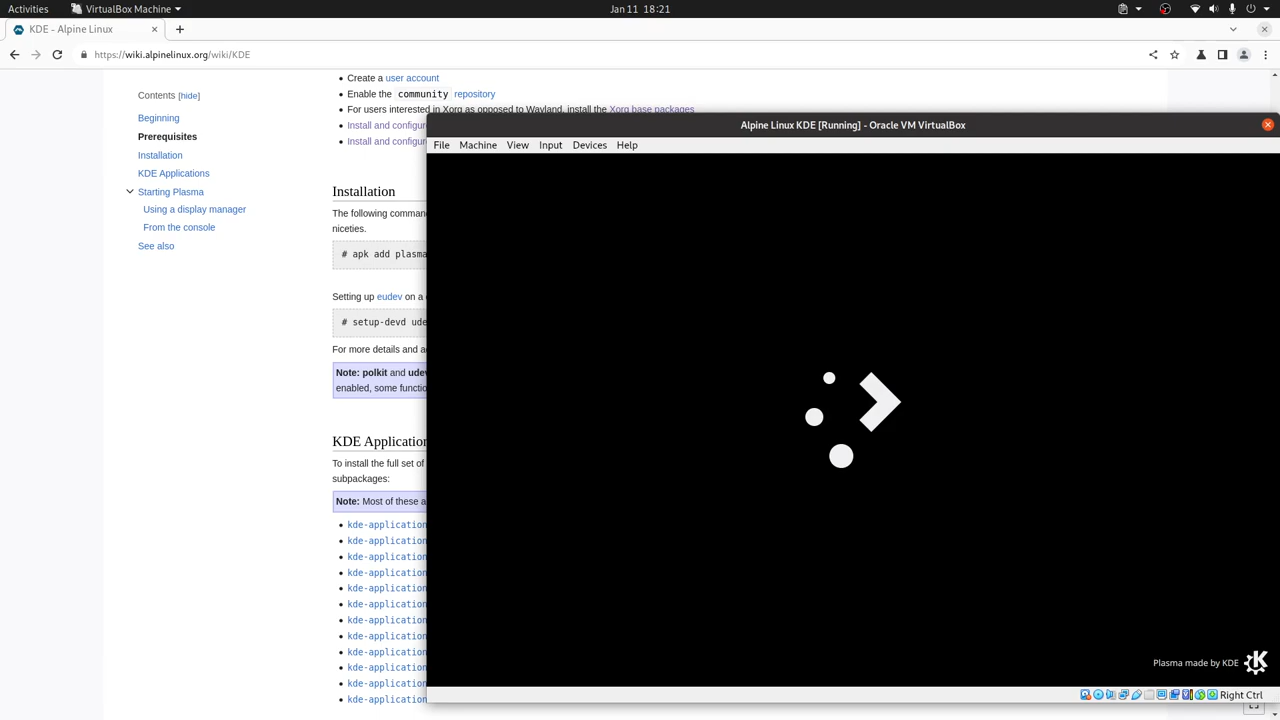 Activities
VirtualBox Machine
Jan 11  18:21
KDE - Alpine Linux
https://wiki.alpinelinux.org/wiki/KDE
Contents [hide]
Beginning
Prerequisites
Installation
KDE Applications
Starting Plasma
Using a display manager
From the console
See also
Create a user account
Enable the community repository
For users interested in Xorg as opposed to Wayland, install the Xorg base packages
Install and configur
Install and configur
Installation
The following comman
niceties.
# apk add plasma
Setting up eudev on a
# setup-devd ude
For more details and a
Note: polkit and udev
enabled, some functio
KDE Application
To install the full set of
subpackages:
Note: Most of these a
kde-application
kde-application
kde-application
kde-application
kde-application
kde-application
kde-application
kde-application
kde-application
kde-application
kde-application
kde-application
Alpine Linux KDE [Running] - Oracle VM VirtualBox
File Machine View Input Devices Help
Plasma made by KDE
Right Ctrl